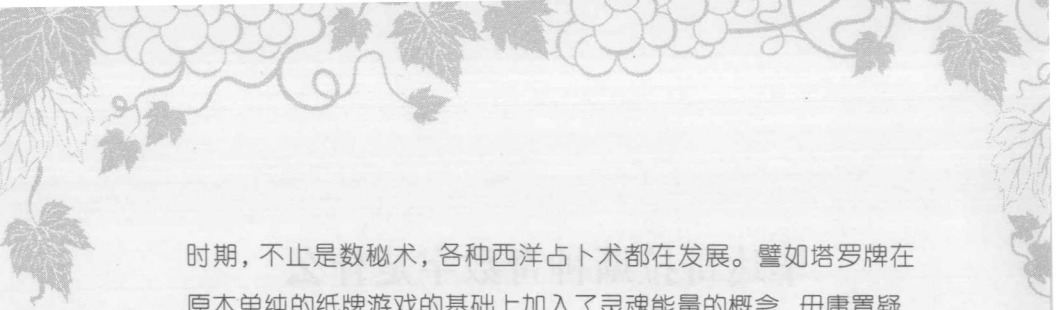 时期，不止是数秘术，各种西洋占卜术都在发展。譬如塔罗牌在
原本单纯的纸牌游戏的基础上加入了灵魂能量的概念，毋庸置疑，